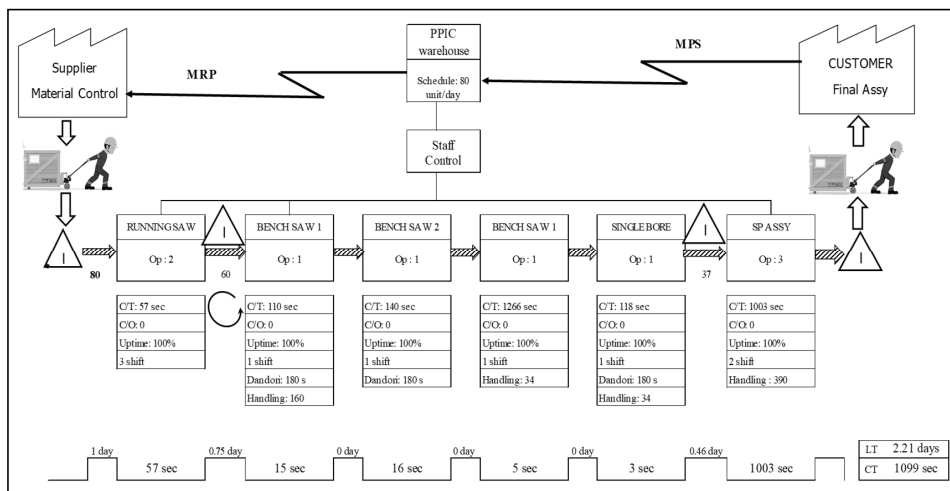 Supplier
Material Control
MRP
PPIC
warehouse
Schedule: 80
unit/day
MPS
CUSTOMER
Final Assy
Staff
Control
I
80
RUNNING SAW
Op : 2
C/T: 57 sec
C/O: 0
Uptime: 100%
3 shift
I
60
BENCH SAW 1
Op : 1
C/T: 110 sec
C/O: 0
Uptime: 100%
1 shift
Dandori: 180 s
Handling: 160
BENCH SAW 2
Op : 1
C/T: 140 sec
C/O: 0
Uptime: 100%
1 shift
Dandori: 180 s
BENCH SAW 1
Op : 1
C/T: 1266 sec
C/O: 0
Uptime: 100%
1 shift
Handling: 34
SINGLE BORE
Op : 1
C/T: 118 sec
C/O: 0
Uptime: 100%
1 shift
Dandori: 180 s
Handling: 34
I
37
SP ASSY
Op : 3
C/T: 1003 sec
C/O: 0
Uptime: 100%
2 shift
Handling : 390
I
1 day
57 sec
0.75 day
15 sec
0 day
16 sec
0 day
5 sec
0 day
3 sec
0.46 day
1003 sec
LT 2.21 days
CT 1099 sec